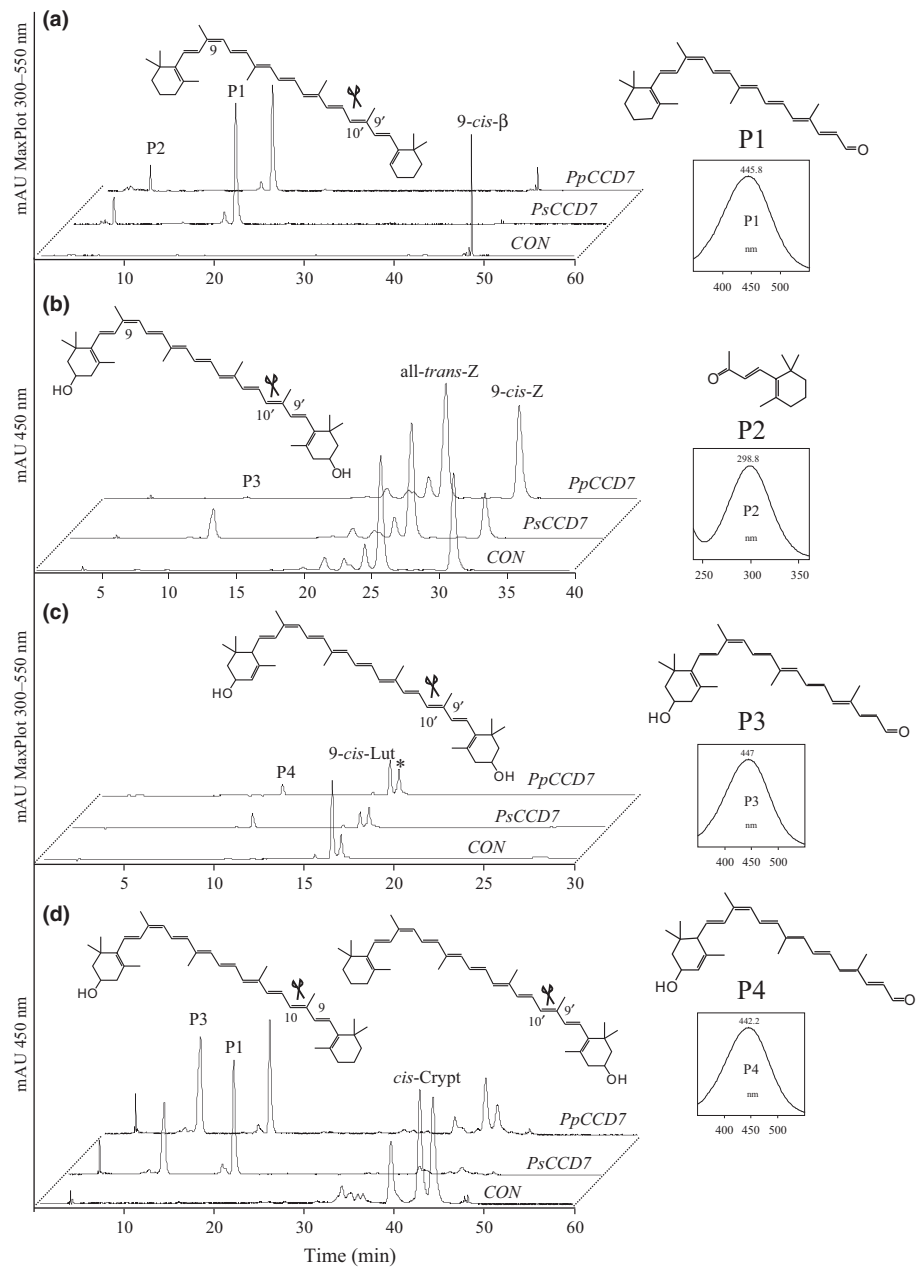 (a)
mAU MaxPlot 300–550 nm
9
P1
P2
9′
10′
9-cis-β
PpCCD7
PsCCD7
CON
10 20 30 40 50 60
O
P1
445.8
P1
nm
400 450 500
(b)
mAU 450 nm
9
HO
10′
9′
OH
all-trans-Z
9-cis-Z
P3
PpCCD7
PsCCD7
CON
5 10 15 20 25 30 35 40
O
P2
298.8
P2
nm
250 300 350
(c)
mAU MaxPlot 300–550 nm
HO
9′
10′
OH
9-cis-Lut
*
P4
PpCCD7
PsCCD7
CON
5 10 15 20 25 30
HO
O
P3
447
P3
nm
400 450 500
(d)
mAU 450 nm
HO
10
9
10′
9′
OH
P3
P1
cis-Crypt
PpCCD7
PsCCD7
CON
10 20 30 40 50 60
Time (min)
HO
O
P4
442.2
P4
nm
400 450 500